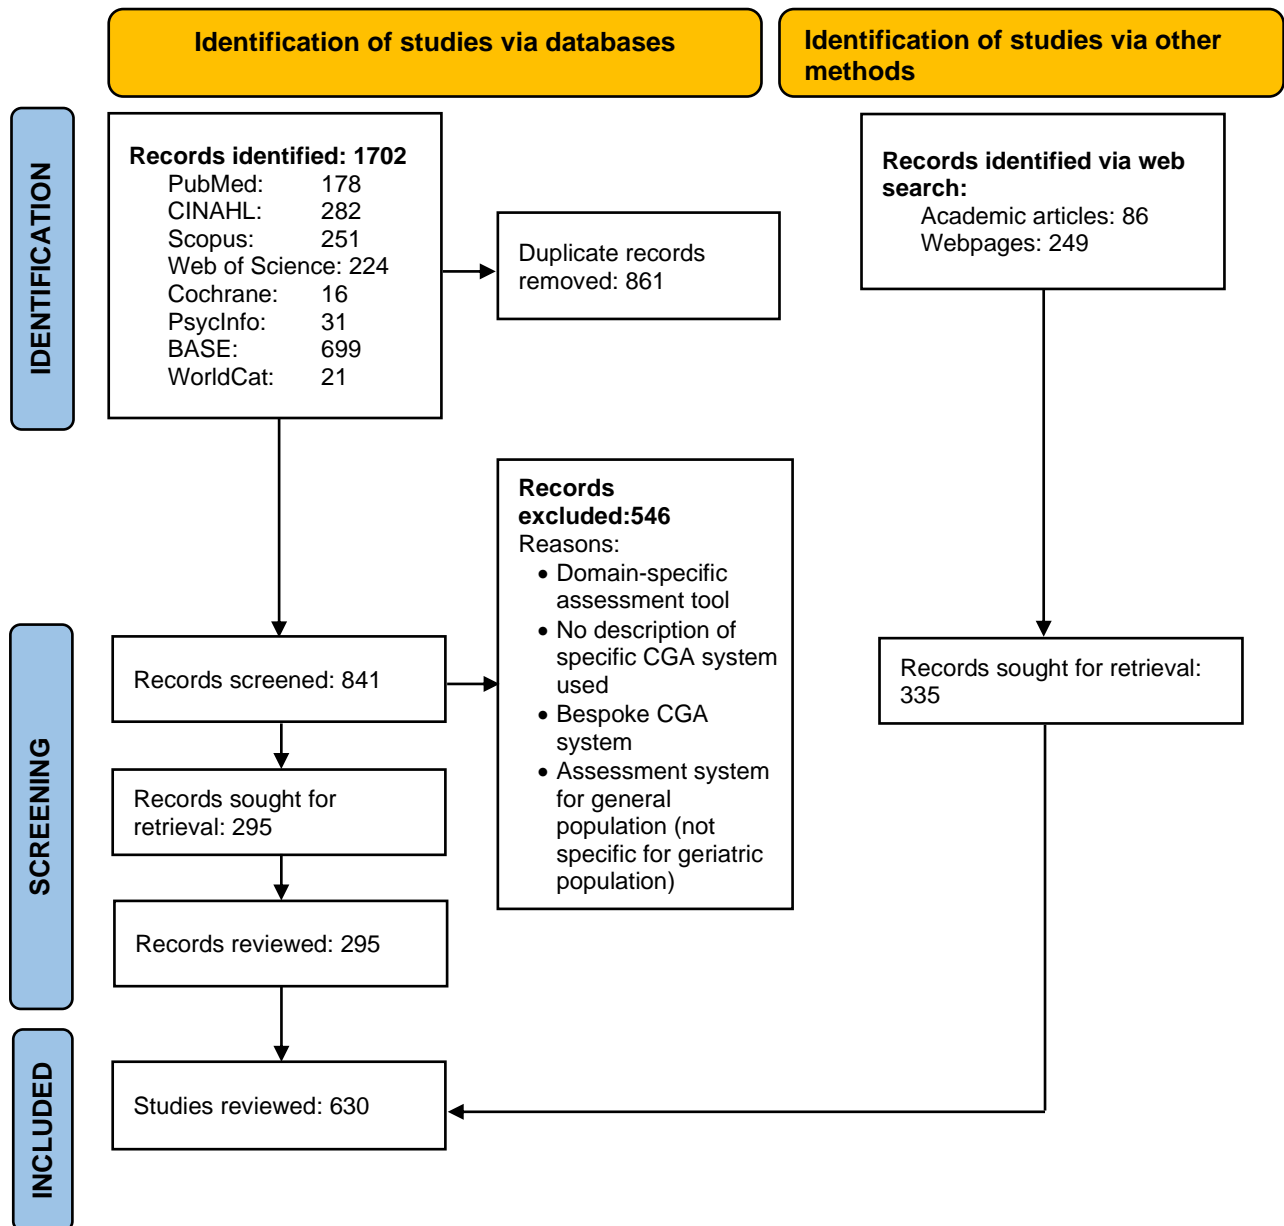 Identification of studies via databases
Identification of studies via other
methods
IDENTIFICATION
Records identified: 1702
PubMed: 178
CINAHL: 282
Scopus: 251
Web of Science: 224
Cochrane: 16
PsycInfo: 31
BASE: 699
WorldCat: 21
Duplicate records
removed: 861
Records identified via web
search:
Academic articles: 86
Webpages: 249
SCREENING
Records screened: 841
Records
excluded:546
Reasons:
• Domain-specific
assessment tool
• No description of
specific CGA system
used
• Bespoke CGA
system
• Assessment system
for general
population (not
specific for geriatric
population)
Records sought for retrieval:
335
Records sought for
retrieval: 295
Records reviewed: 295
INCLUDED
Studies reviewed: 630